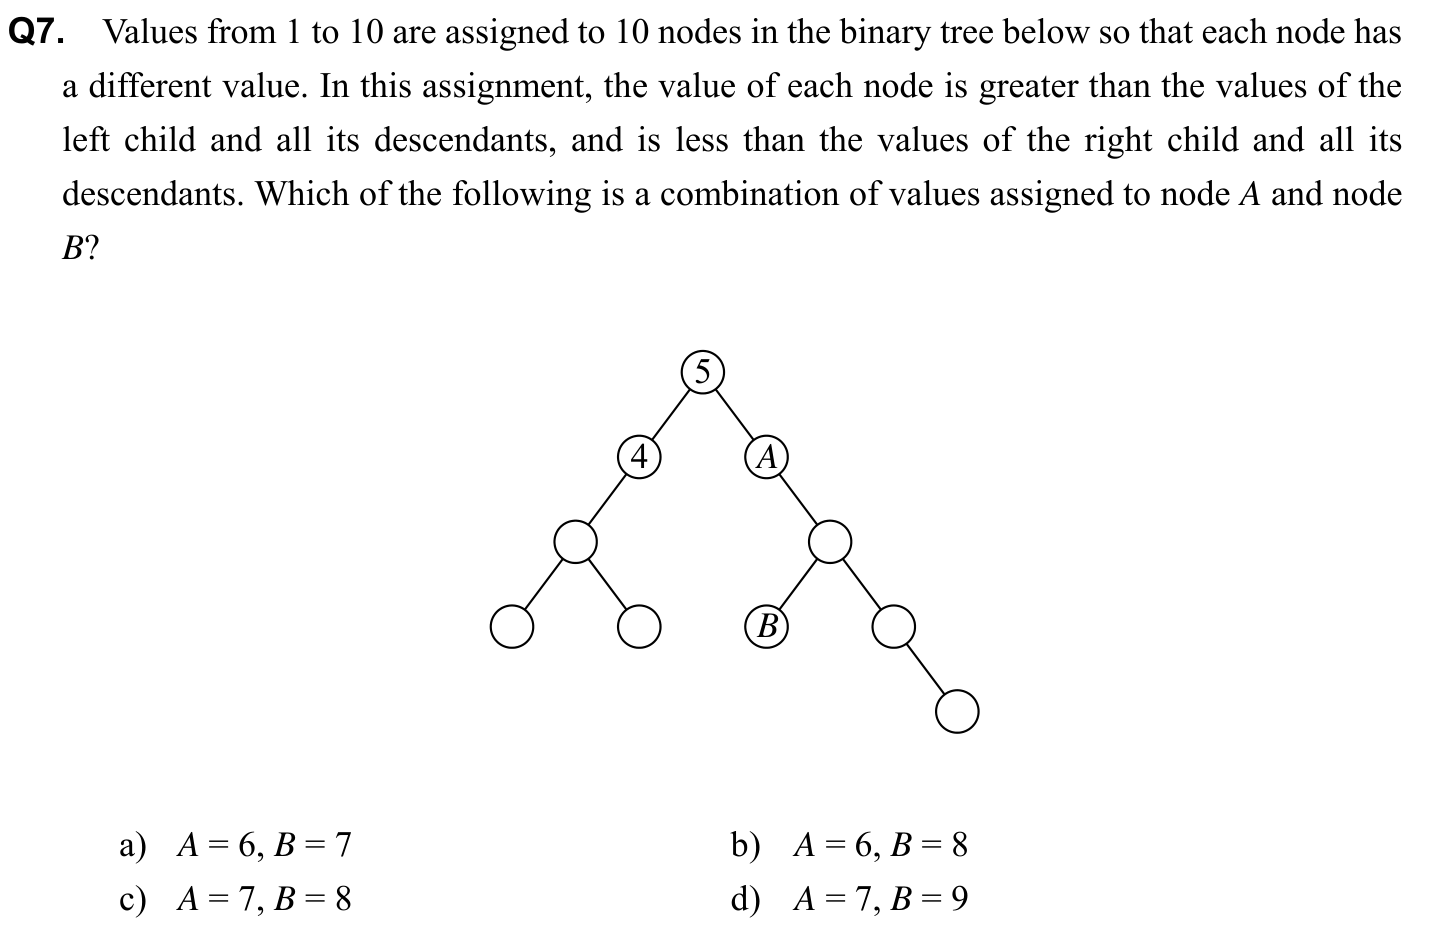 Q7. Values from 1 to 10 are assigned to 10 nodes in the binary tree below so that each node has
a different value. In this assignment, the value of each node is greater than the values of the
left child and all its descendants, and is less than the values of the right child and all its
descendants. Which of the following is a combination of values assigned to node A and node
B?
5
4 A
B
a) A = 6, B = 7 b) A = 6, B = 8
c) A = 7, B = 8 d) A = 7, B = 9